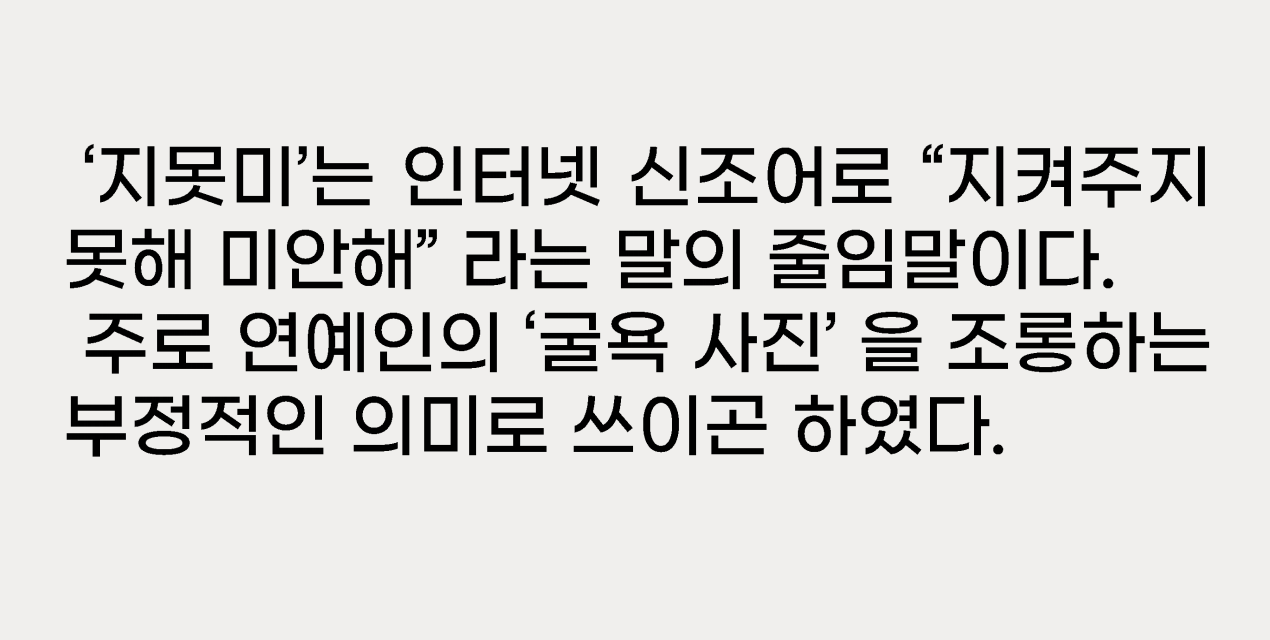 ‘지못미’는 인터넷 신조어로 “지켜주지
못해 미안해” 라는 말의 줄임말이다.
주로 연예인의 ‘굴욕 사진’ 을 조롱하는
부정적인 의미로 쓰이곤 하였다.